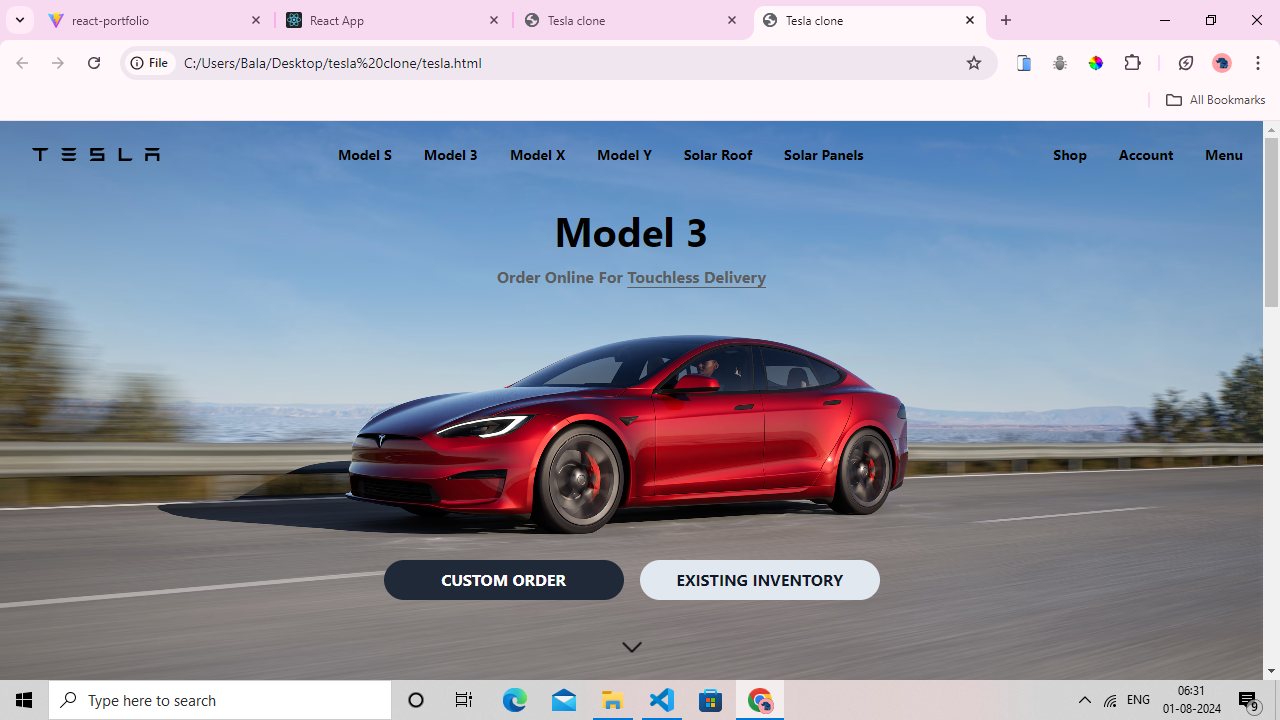 react-portfolio
React App
Tesla clone
Tesla clone
File
C:/Users/Bala/Desktop/tesla%20clone/tesla.html
All Bookmarks
TESLA
Model S
Model 3
Model X
Model Y
Solar Roof
Solar Panels
Shop
Account
Menu
Model 3
Order Online For Touchless Delivery
CUSTOM ORDER
EXISTING INVENTORY
Type here to search
ENG
06:31
01-08-2024
9